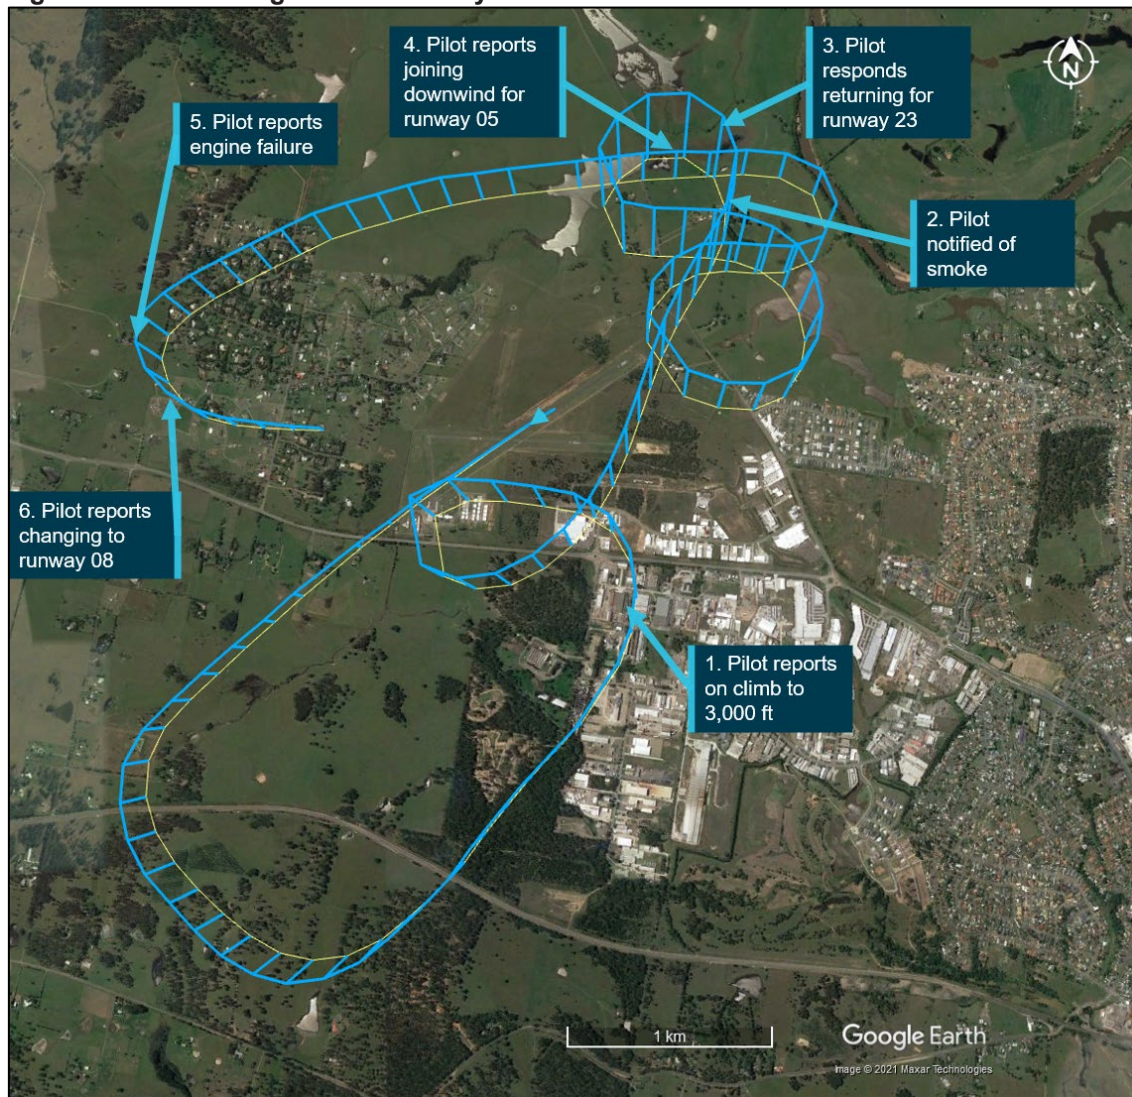 4. Pilot reports
joining
downwind for
runway 05
3. Pilot
responds
returning for
runway 23
N
5. Pilot reports
engine failure
2. Pilot
notified of
smoke
6. Pilot reports
changing to
runway 08
1. Pilot reports
on climb to
3,000 ft
1 km
Google Earth
Image © 2021 Maxar Technologies